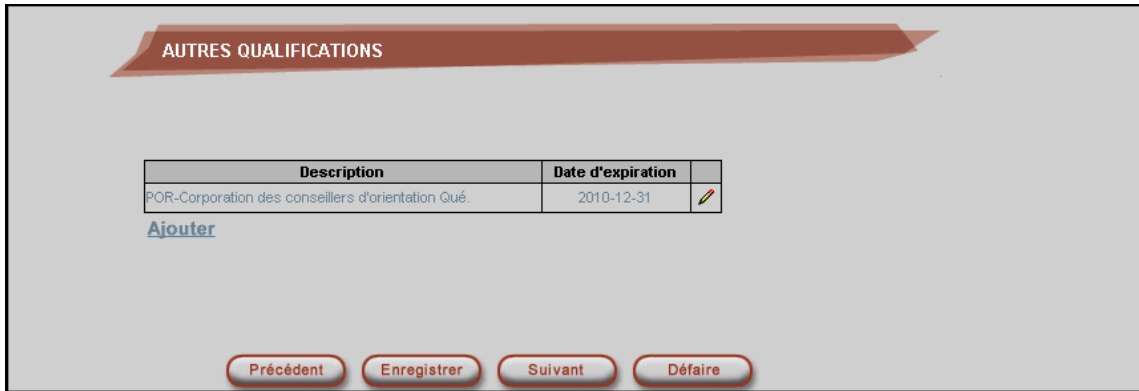 AUTRES QUALIFICATIONS
Description Date d'expiration
POR-Corporation des conseillers d'orientation Qué. 2010-12-31
Ajouter
Précédent Enregistrer Suivant Défaire